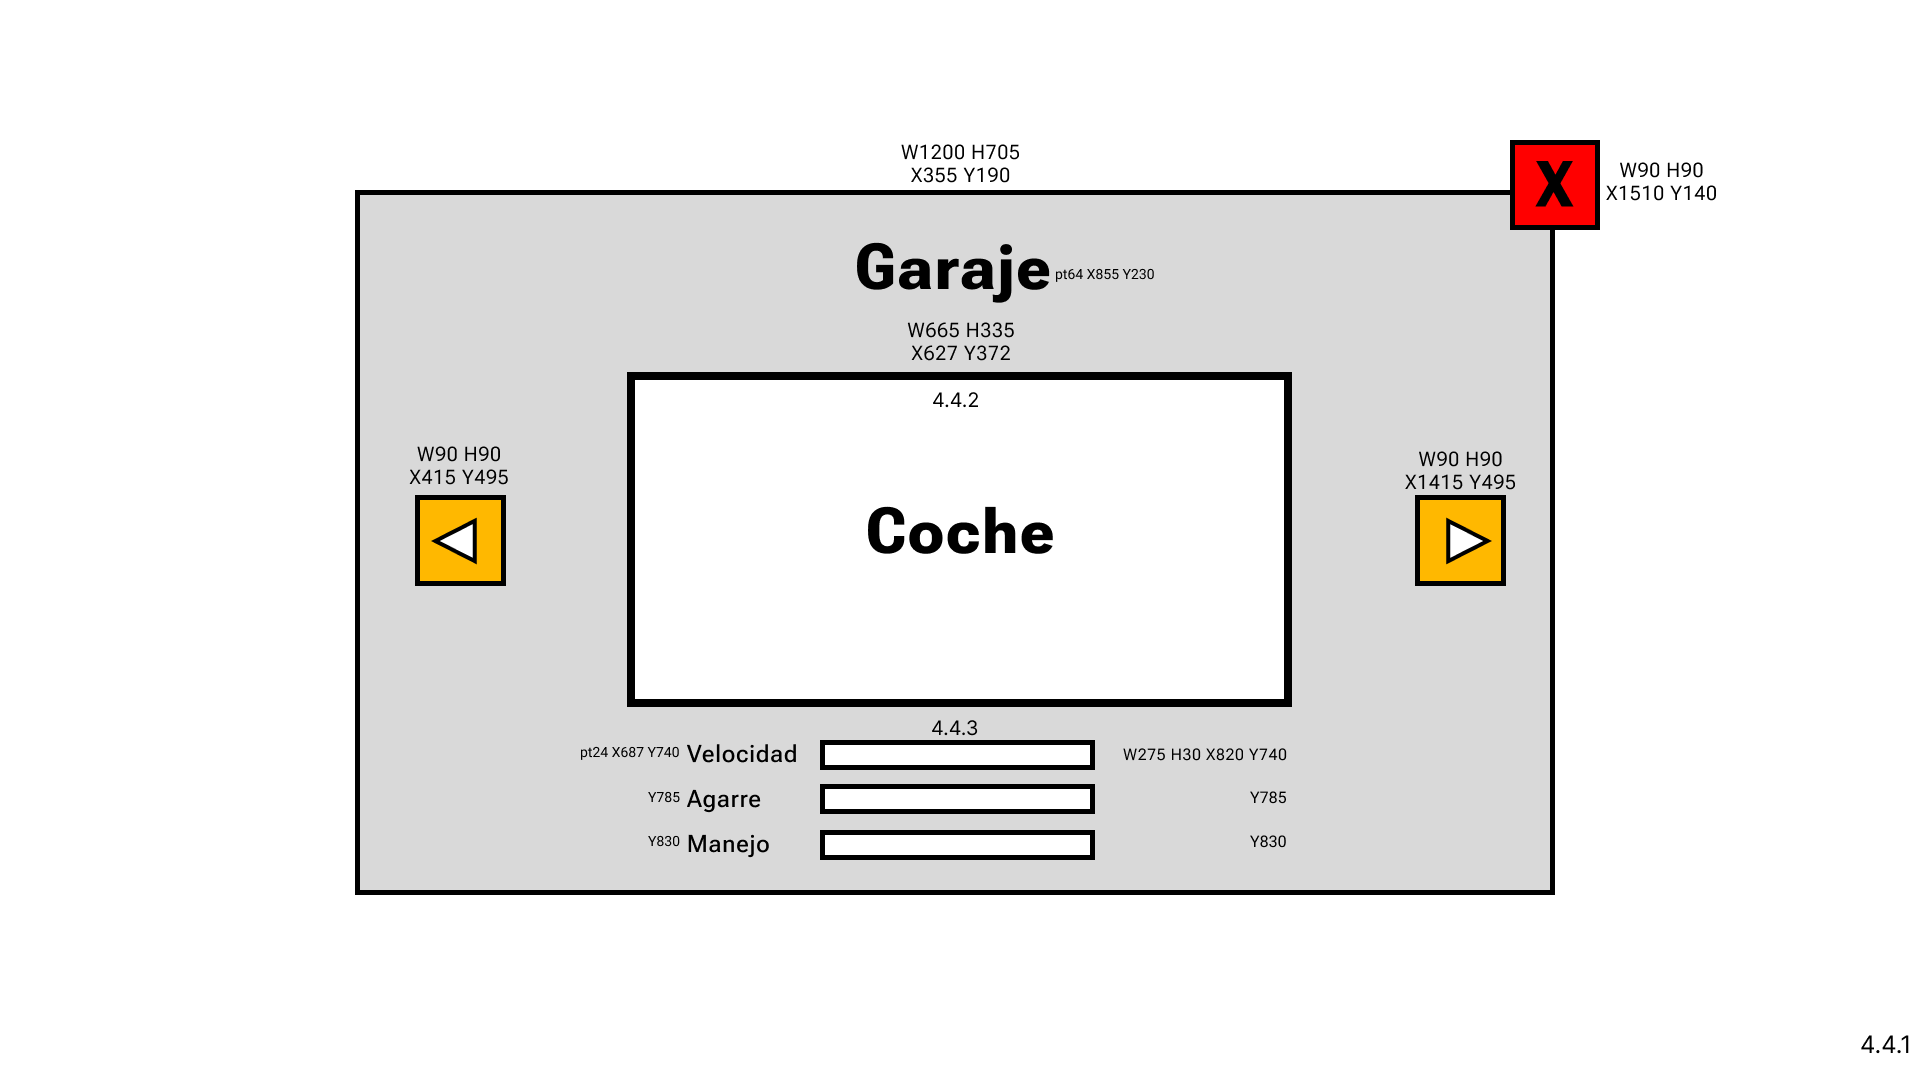 W1200 H705
X355 Y190
X
W90 H90
X1510 Y140
Garaje
pt64 X855 Y230
W665 H335
X627 Y372
4.4.2
W90 H90
X415 Y495
Coche
W90 H90
X1415 Y495
4.4.3
pt24 X687 Y740 Velocidad W275 H30 X820 Y740
Y785 Agarre Y785
Y830 Manejo Y830
4.4.1